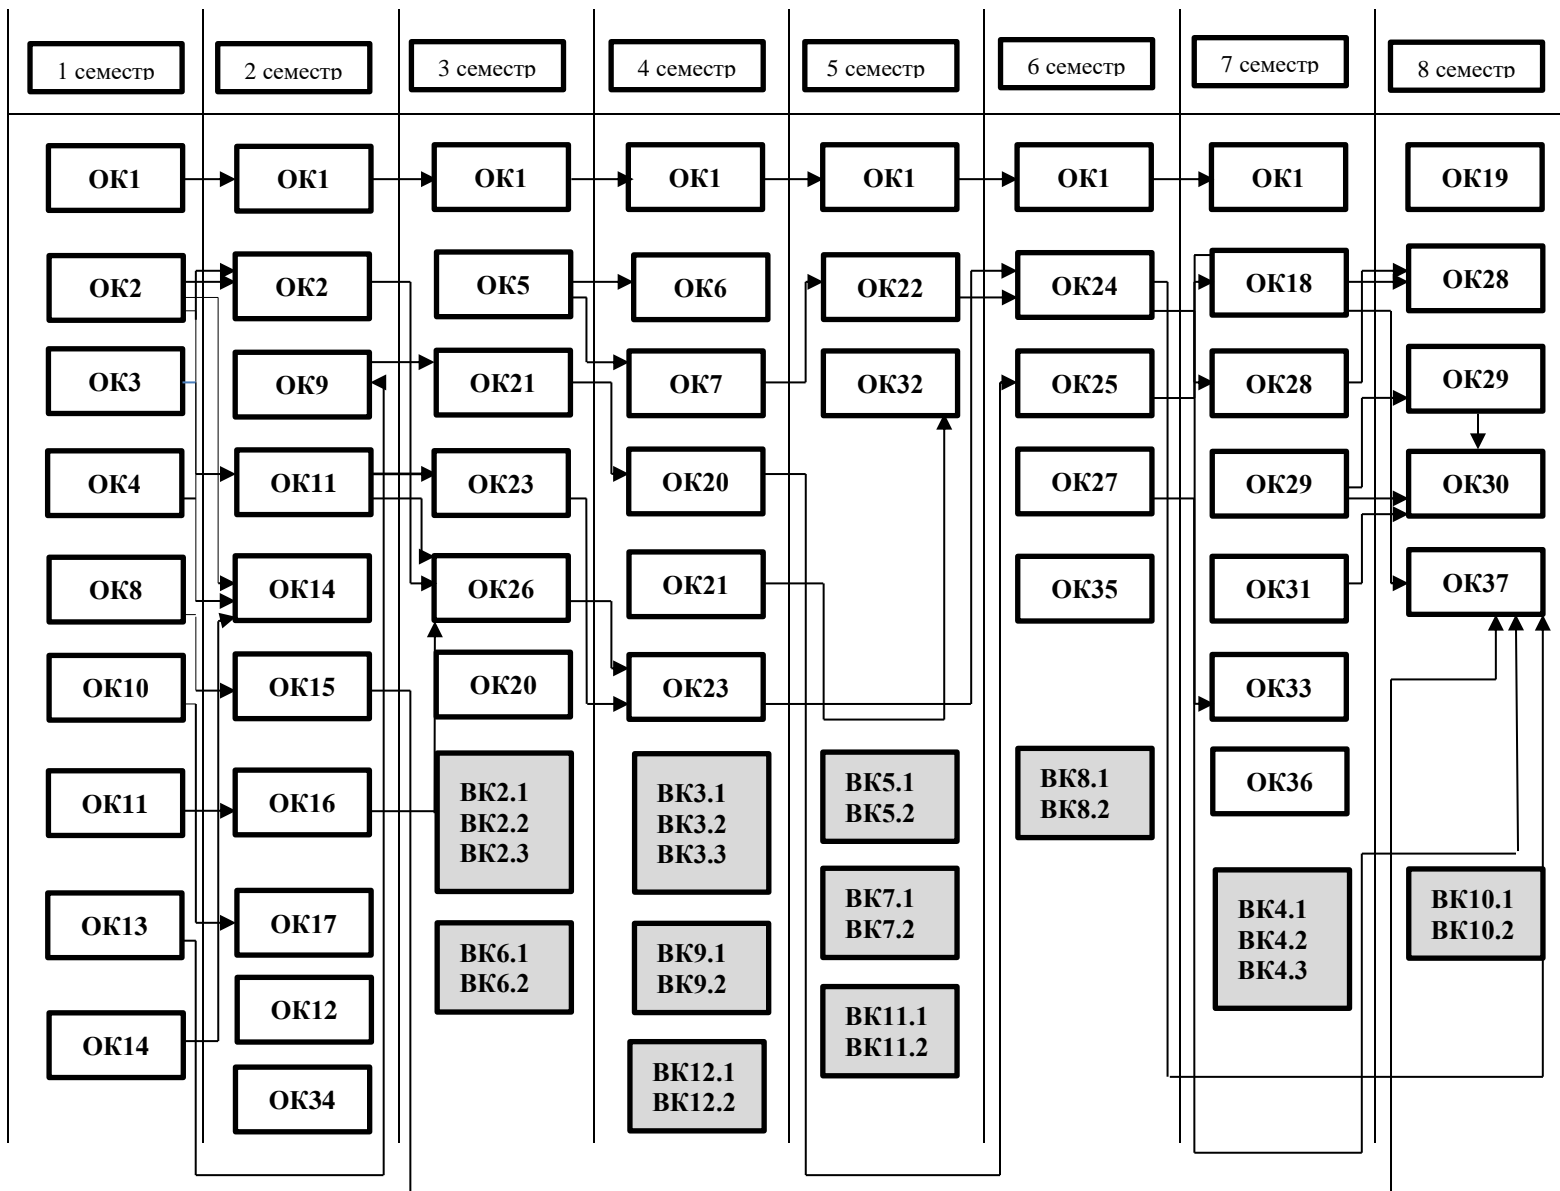 1 семестр
2 семестр
3 семестр
4 семестр
5 семестр
6 семестр
7 семестр
8 семестр
ОК1
ОК1
ОК1
ОК1
ОК1
ОК1
ОК1
ОК19
ОК2
ОК2
ОК5
ОК6
ОК22
ОК24
ОК18
ОК28
ОК3
ОК9
ОК21
ОК7
ОК32
ОК25
ОК28
ОК29
ОК4
ОК11
ОК23
ОК20
ОК27
ОК29
ОК30
ОК8
ОК14
ОК26
ОК21
ОК35
ОК31
ОК37
ОК10
ОК15
ОК20
ОК23
ОК33
ОК11
ОК16
ВК2.1
ВК2.2
ВК2.3
ВК3.1
ВК3.2
ВК3.3
ВК5.1
ВК5.2
ВК8.1
ВК8.2
ОК36
ОК13
ОК17
ВК6.1
ВК6.2
ВК9.1
ВК9.2
ВК7.1
ВК7.2
ВК4.1
ВК4.2
ВК4.3
ВК10.1
ВК10.2
ОК14
ОК12
ВК11.1
ВК11.2
ОК34
ВК12.1
ВК12.2